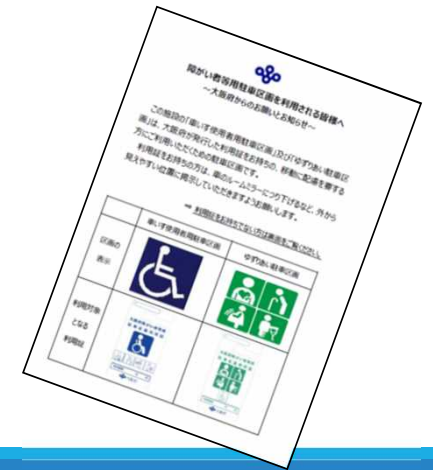 障がい者等用駐車区画を利用される皆様へ
～大阪府からのお願いとお知らせ～
この施設の「車いす使用者用駐車区画」及び「ゆずりあい駐車区
画」は、大阪府が発行した利用証をお持ちの、移動に配慮を要する
方にご利用いただくための駐車区画です。
利用証をお持ちの方は、車のルームミラーにつり下げるなど、外から
見えやすい位置に掲示していただきますようお願いします。
⇒ 利用証をお持ちでない方は裏面をご覧ください。
車いす使用者用駐車区画 ゆずりあい駐車区画
区画の
表示
利用対象
となる
利用証